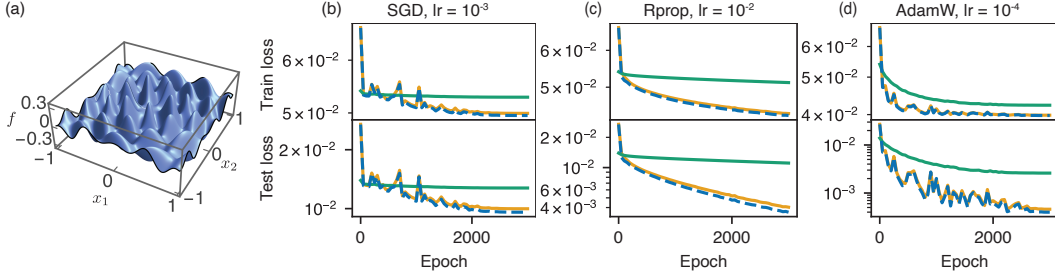 (a)
f
0.3
0
−0.3
−1
0
1
x1
−1
0
1
x2
(b)
SGD, lr = 10⁻³
Train loss
6 × 10⁻²
5 × 10⁻²
Test loss
2 × 10⁻²
10⁻²
0
2000
Epoch
(c)
Rprop, lr = 10⁻²
6 × 10⁻²
5 × 10⁻²
2 × 10⁻²
10⁻²
6 × 10⁻³
4 × 10⁻³
0
2000
Epoch
(d)
AdamW, lr = 10⁻⁴
6 × 10⁻²
5 × 10⁻²
4 × 10⁻²
10⁻²
10⁻³
0
2000
Epoch